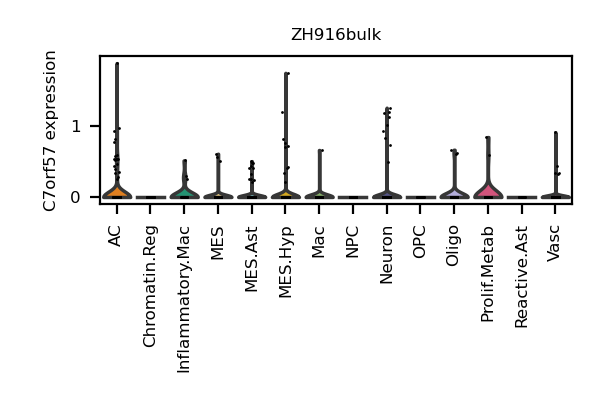 ZH916bulk
C7orf57 expression
1
0
AC
Chromatin.Reg
Inflammatory.Mac
MES
MES.Ast
MES.Hyp
Mac
NPC
Neuron
OPC
Oligo
Prolif.Metab
Reactive.Ast
Vasc